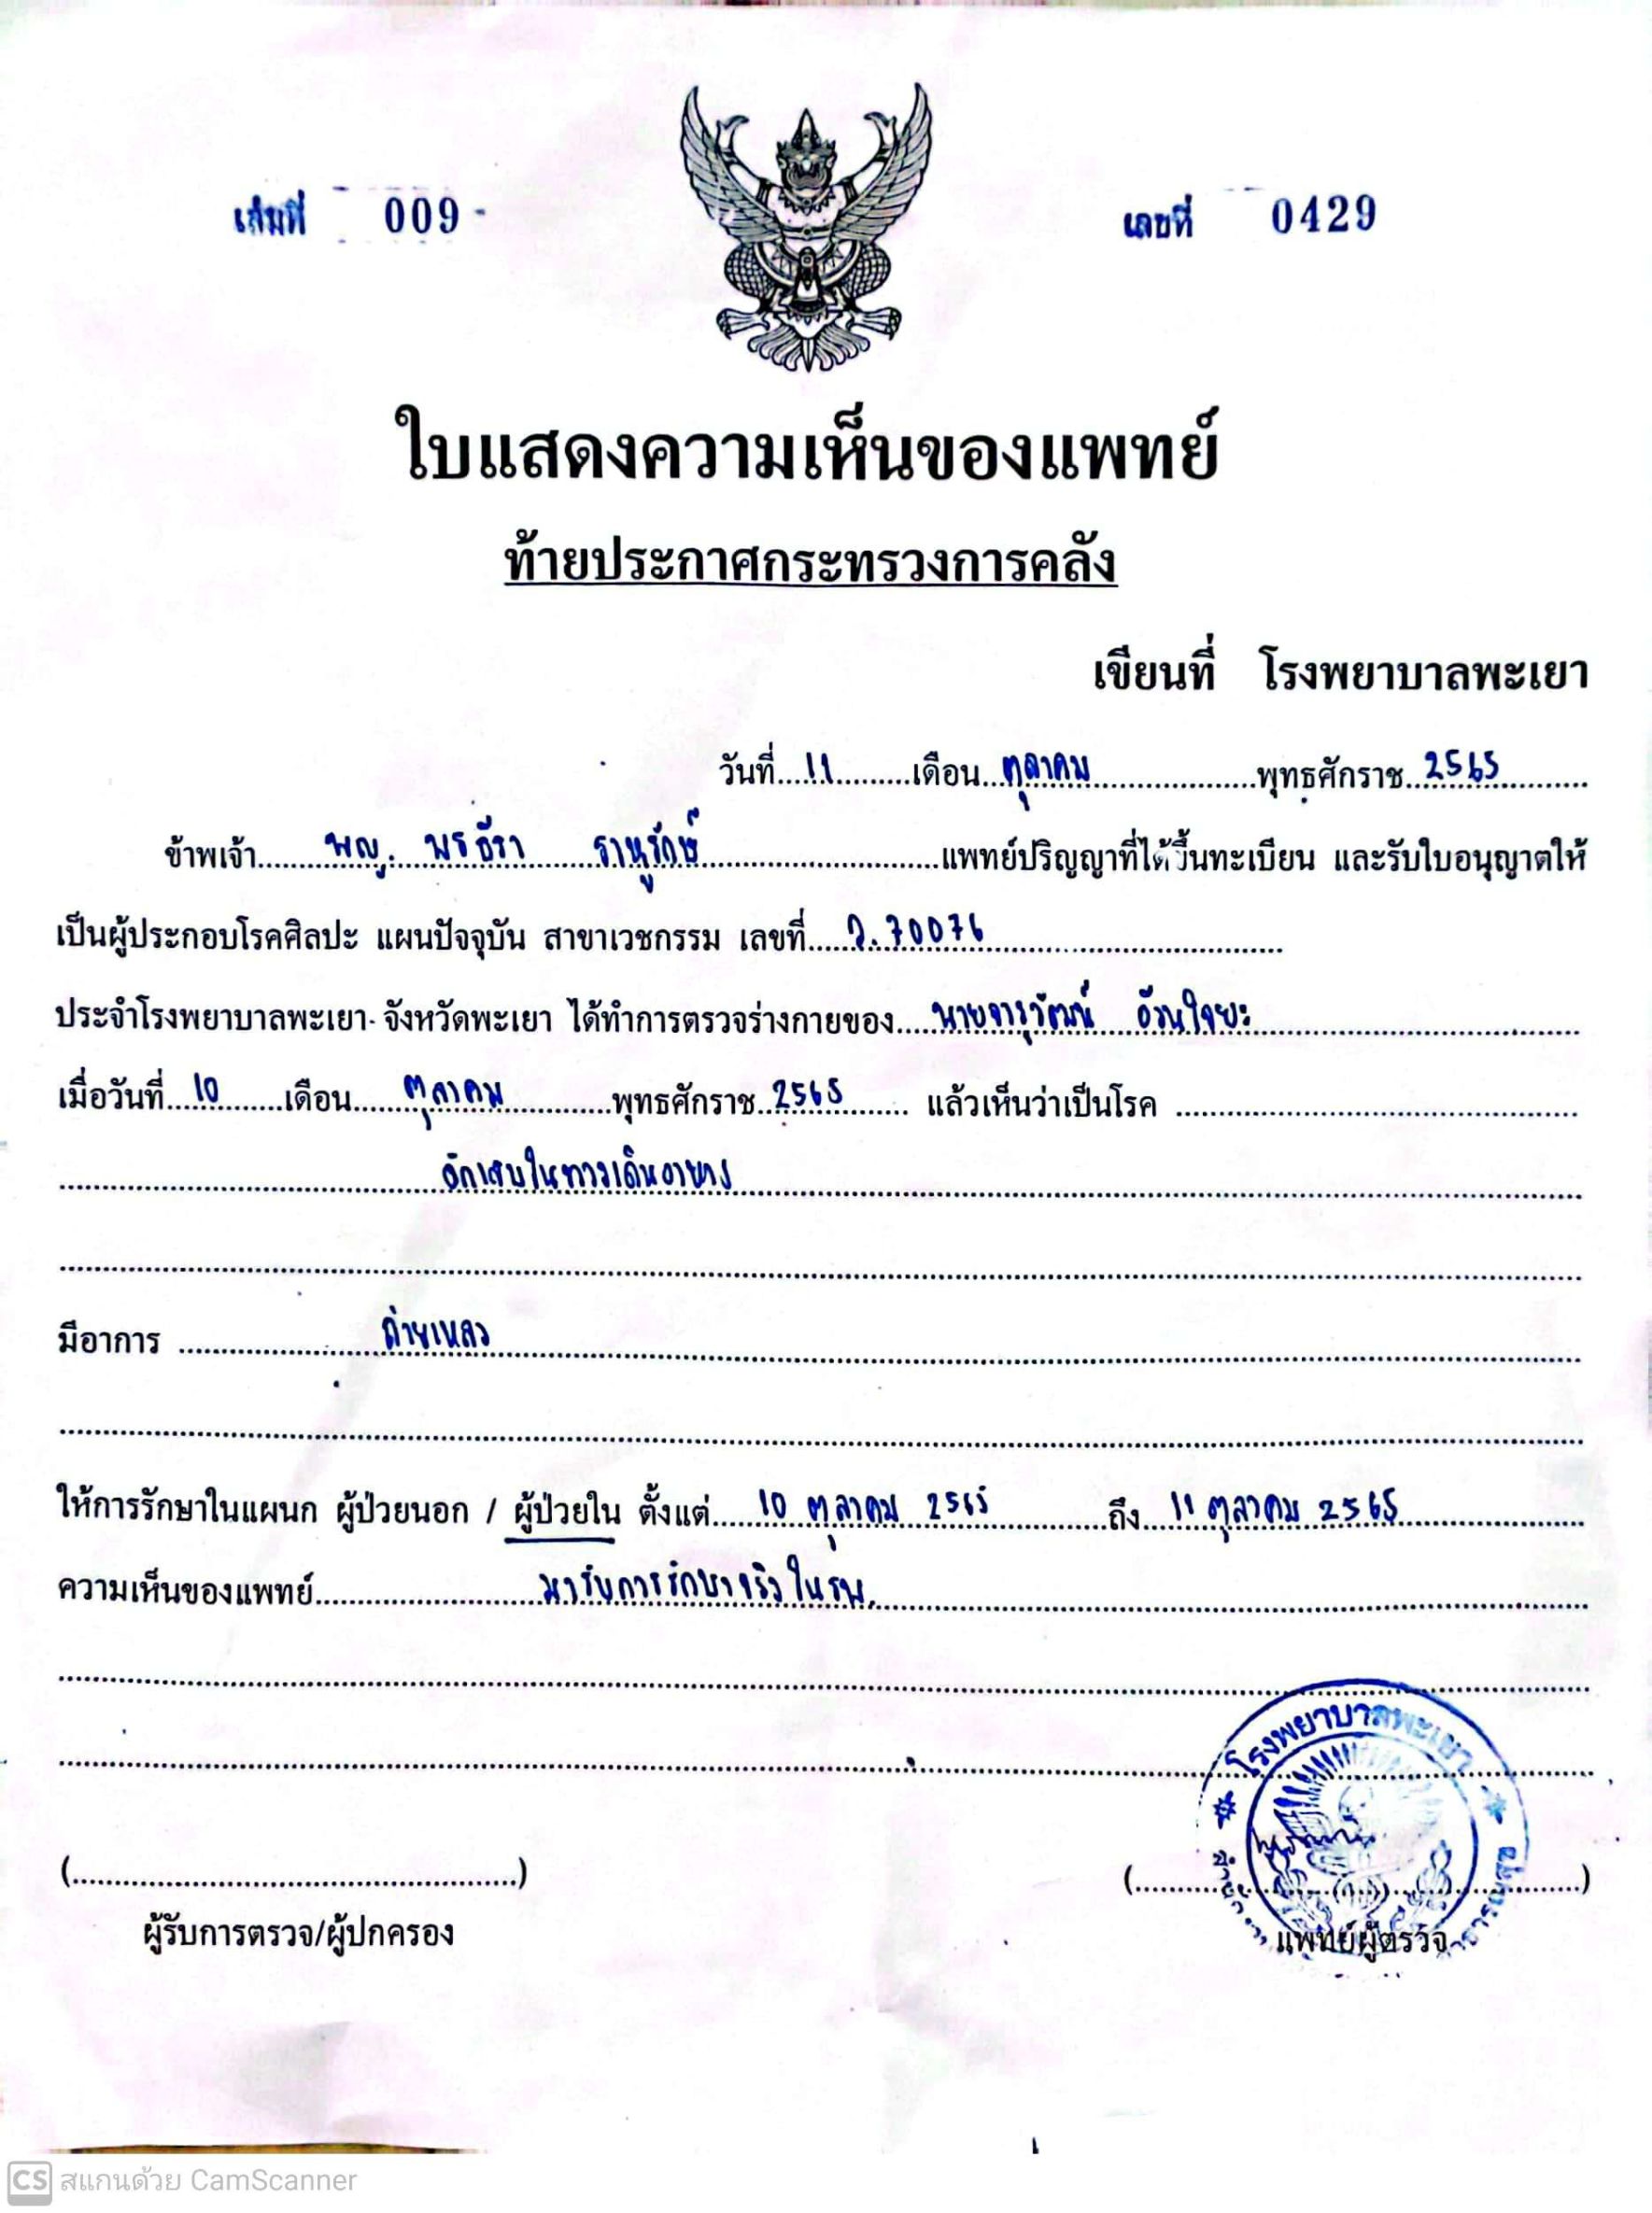 เล่มที่ 009
เลขที่ 0429
ใบแสดงความเห็นของแพทย์
ท้ายประกาศกระทรวงการคลัง
เขียนที่ โรงพยาบาลพะเยา
วันที่ 11 เดือน ตุลาคม พุทธศักราช 2565
ข้าพเจ้า พญ. พรธีรา ราหูรักษ์ แพทย์ปริญญาที่ได้ขึ้นทะเบียน และรับใบอนุญาตให้
เป็นผู้ประกอบโรคศิลปะ แผนปัจจุบัน สาขาเวชกรรม เลขที่ ว.70076
ประจำโรงพยาบาลพะเยา จังหวัดพะเยา ได้ทำการตรวจร่างกายของ นายจารุวัฒน์
เมื่อวันที่ 10 เดือน ตุลาคม พุทธศักราช 2565 แล้วเห็นว่าเป็นโรค
อักเสบในทางเดินอาหาร
มีอาการ ถ่ายเหลว
ให้การรักษาในแผนก ผู้ป่วยนอก / ผู้ป่วยใน ตั้งแต่ 10 ตุลาคม 2565 ถึง 11 ตุลาคม 2565
ความเห็นของแพทย์ มารับการรักษาจริงในรพ.
โรงพยาบาลพะเยา
(                    )
(                    )
ผู้รับการตรวจ/ผู้ปกครอง
แพทย์ผู้ตรวจ
CS สแกนด้วย CamScanner